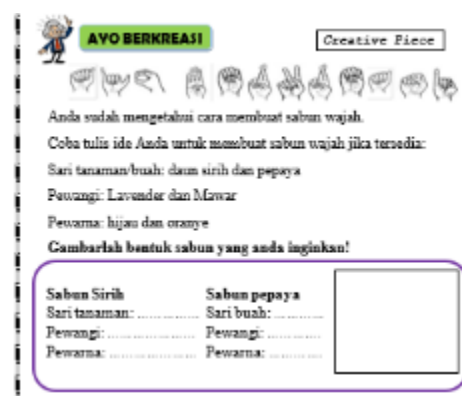 AYO BERKREASI
Creative Piece
Anda sudah mengetahui cara membuat sabun wajah.
Coba tulis ide Anda untuk membuat sabun wajah jika tersedia:
Sari tanaman/buah: daun sirih dan pepaya
Pewangi: Lavender dan Mawar
Pewarna: hijau dan oranye
Gambarlah bentuk sabun yang anda inginkan!
Sabun Sirih
Sari tanaman: ................
Pewangi: .......................
Pewarna: .......................
Sabun pepaya
Sari buah: .............
Pewangi: ..............
Pewarna: ..............